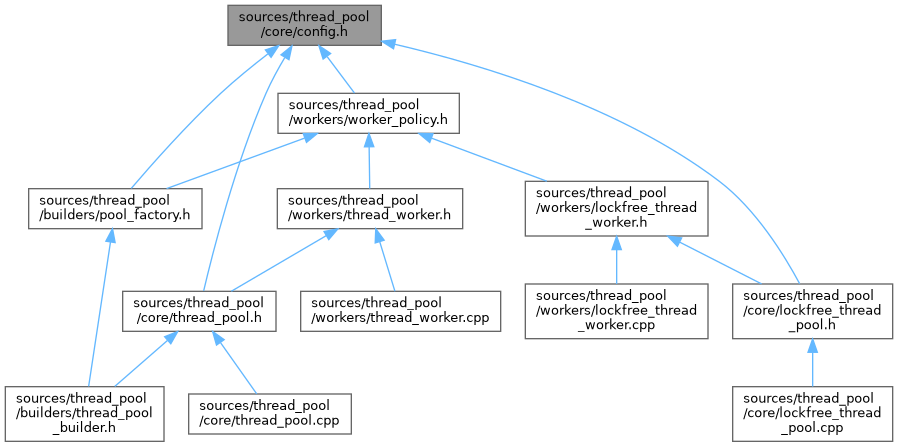 sources/thread_pool
/core/config.h
sources/thread_pool
/workers/worker_policy.h
sources/thread_pool
/builders/pool_factory.h
sources/thread_pool
/workers/thread_worker.h
sources/thread_pool
/workers/lockfree_thread
_worker.h
sources/thread_pool
/core/thread_pool.h
sources/thread_pool
/workers/thread_worker.cpp
sources/thread_pool
/workers/lockfree_thread
_worker.cpp
sources/thread_pool
/core/lockfree_thread
_pool.h
sources/thread_pool
/builders/thread_pool
_builder.h
sources/thread_pool
/core/thread_pool.cpp
sources/thread_pool
/core/lockfree_thread
_pool.cpp